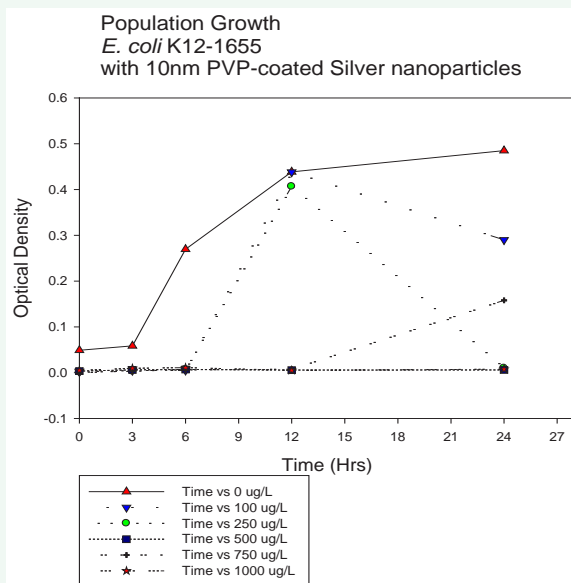 Population Growth
E. coli K12-1655
with 10nm PVP-coated Silver nanoparticles
0.6
0.5
0.4
0.3
0.2
0.1
0.0
-0.1
Optical Density
0 3 6 9 12 15 18 21 24 27
Time (Hrs)
Time vs 0 ug/L
Time vs 100 ug/L
Time vs 250 ug/L
Time vs 500 ug/L
Time vs 750 ug/L
Time vs 1000 ug/L